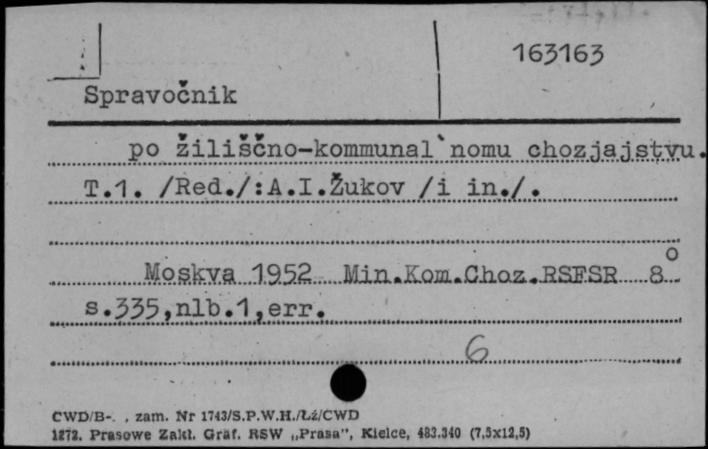 163163
Spravočnik
po žiliščno-kommunal`nomu chozjajstvu.
T.1. /Red./:A.I.Žukov /i in./.
Moskva 1952 Min.Kom.Choz.RSFSR 8°
s.335,nlb.1,err.
6
CWD/B- . , zam. Nr 1743/S.P.W.H./Łż/CWD
1272. Prasowe Zakł. Graf. RSW „Prasa”, Kielce, 483.340 (7,5x12,5)